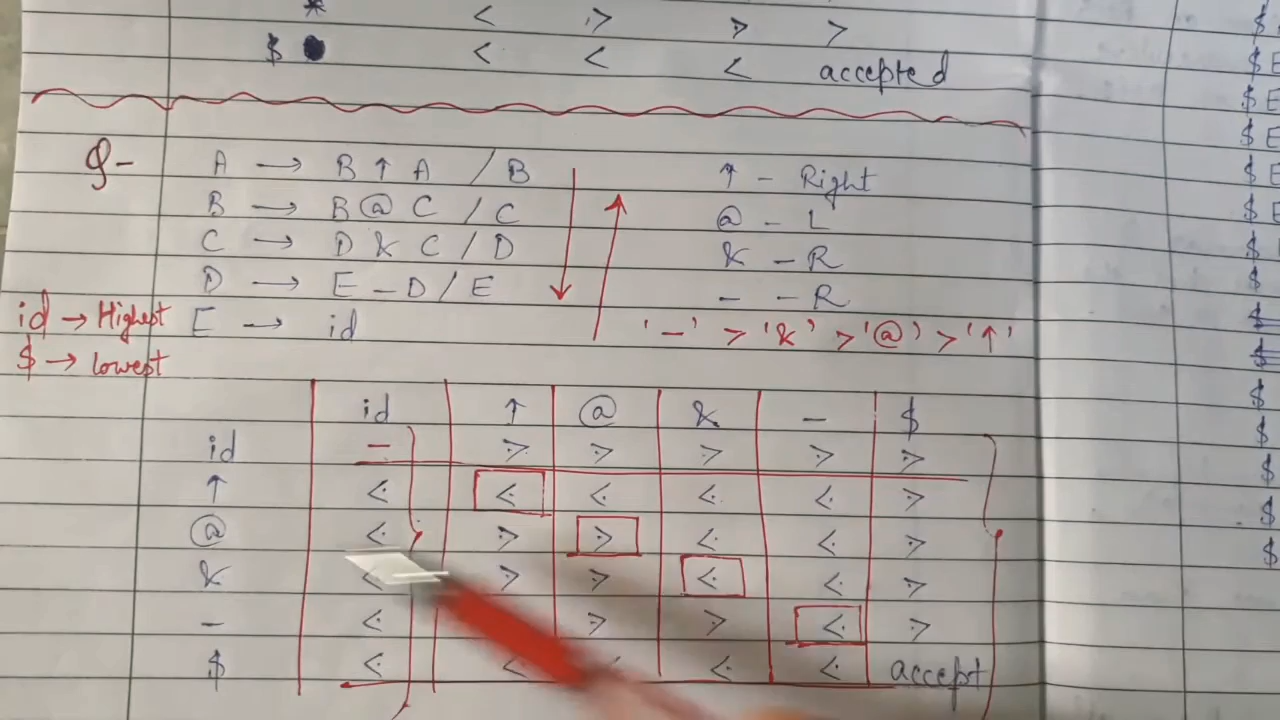 * < ⋗ ⋗ >
$ < < < accepted
Q- A → B ↑ A / B ↑ - Right
B → B @ C / C @ - L
C → D & C / D & - R
D → E - D / E - - R
id → Highest E → id '-' > '&' > '@' > '↑'
$ → lowest
id ↑ @ & - $
id - ⋗ ⋗ ⋗ ⋗ ⋗
↑ ⋖ ⋖ ⋖ ⋖ ⋖ ⋗
@ ⋖ ⋗ ⋗ ⋖ ⋖ ⋗
& ⋗ ⋗ ⋖ ⋖ ⋗
- ⋖ ⋗ ⋗ ⋖ ⋗
$ ⋖ ⋖ ⋖ ⋖ accept
$
$ E
$ E
$ E
$ E
$ E
$
$
$
$
$
$
$
$